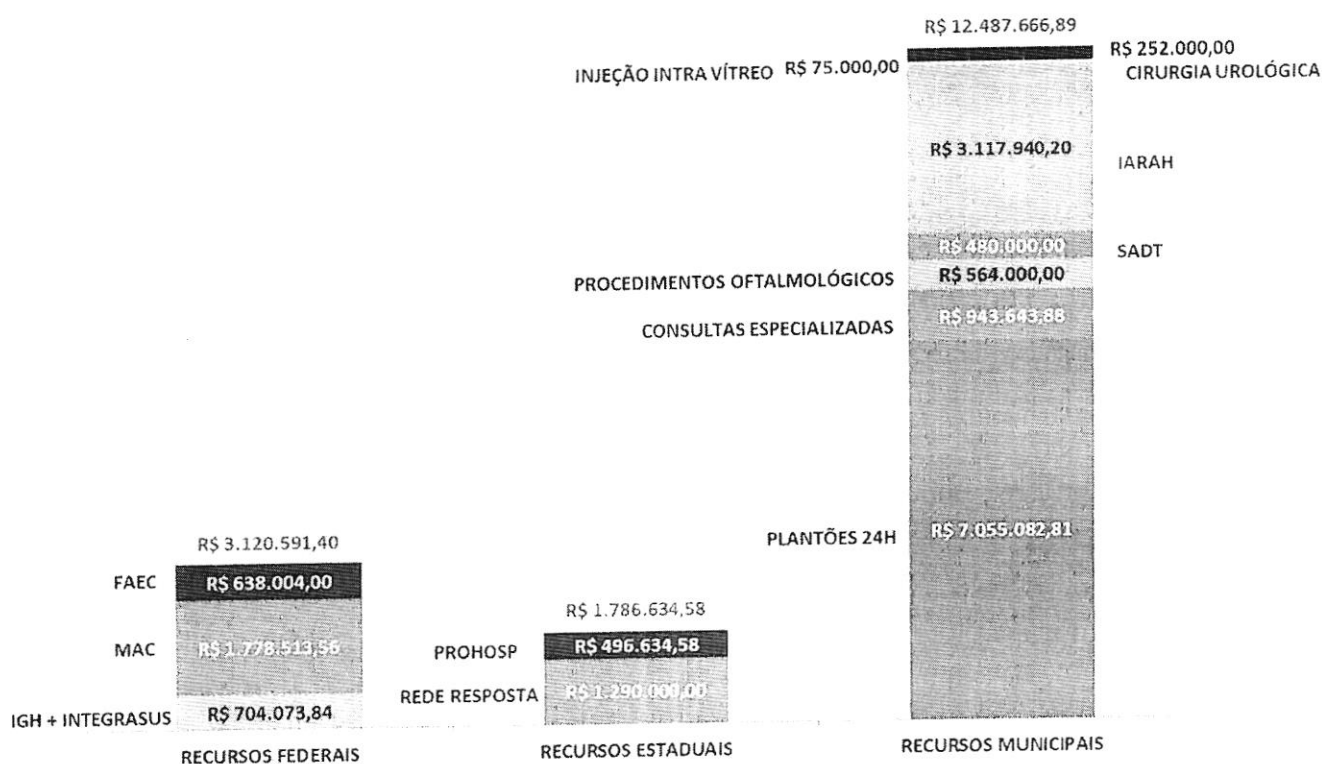 R$ 12.487.666,89
INJEÇÃO INTRA VÍTREO R$ 75.000,00
R$ 252.000,00
CIRURGIA UROLÓGICA
R$ 3.117.940,20
IARAH
R$ 480.000,00
SADT
PROCEDIMENTOS OFTALMOLÓGICOS
R$ 564.000,00
CONSULTAS ESPECIALIZADAS
R$ 943.643,88
PLANTÕES 24H
R$ 7.055.082,81
R$ 3.120.591,40
FAEC
R$ 638.004,00
MAC
R$ 1.778.513,56
IGH + INTEGRASUS
R$ 704.073,84
RECURSOS FEDERAIS
R$ 1.786.634,58
PROHOSP
R$ 496.634,58
REDE RESPOSTA
R$ 1.290.000,00
RECURSOS ESTADUAIS
RECURSOS MUNICIPAIS